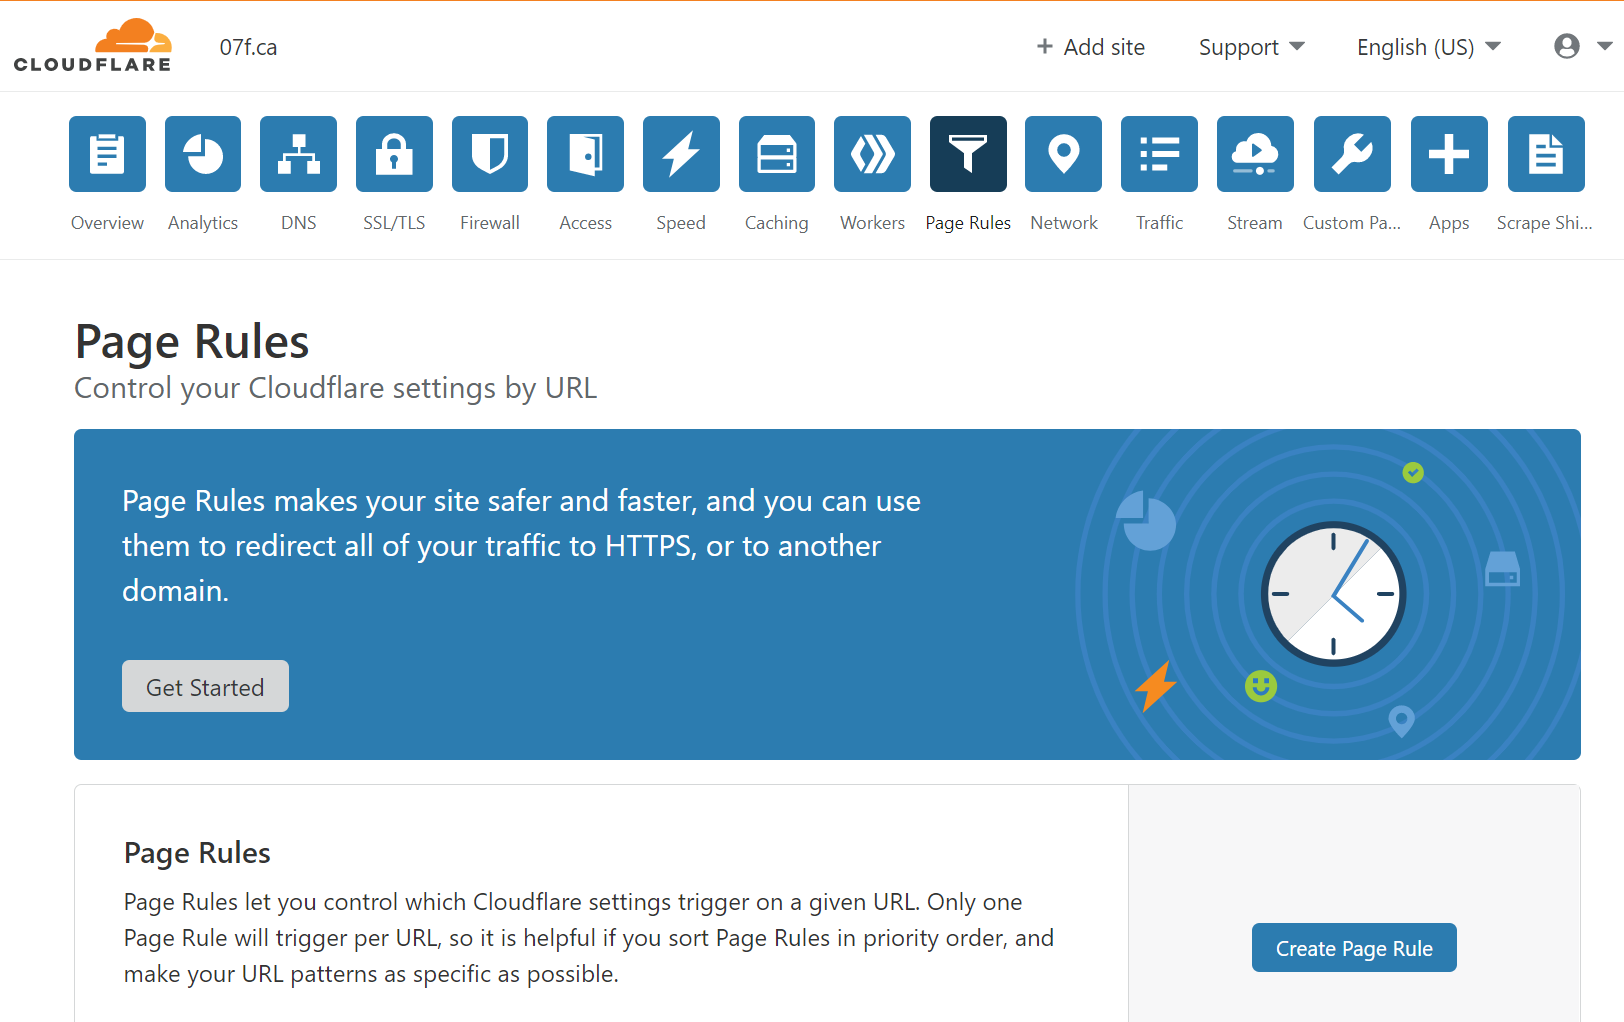 CLOUDFLARE
07f.ca
Add site
Support
English (US)
Overview
Analytics
DNS
SSL/TLS
Firewall
Access
Speed
Caching
Workers
Page Rules
Network
Traffic
Stream
Custom Pa...
Apps
Scrape Shi...
Page Rules
Control your Cloudflare settings by URL
Page Rules makes your site safer and faster, and you can use
them to redirect all of your traffic to HTTPS, or to another
domain.
Get Started
Page Rules
Page Rules let you control which Cloudflare settings trigger on a given URL. Only one
Page Rule will trigger per URL, so it is helpful if you sort Page Rules in priority order, and
make your URL patterns as specific as possible.
Create Page Rule